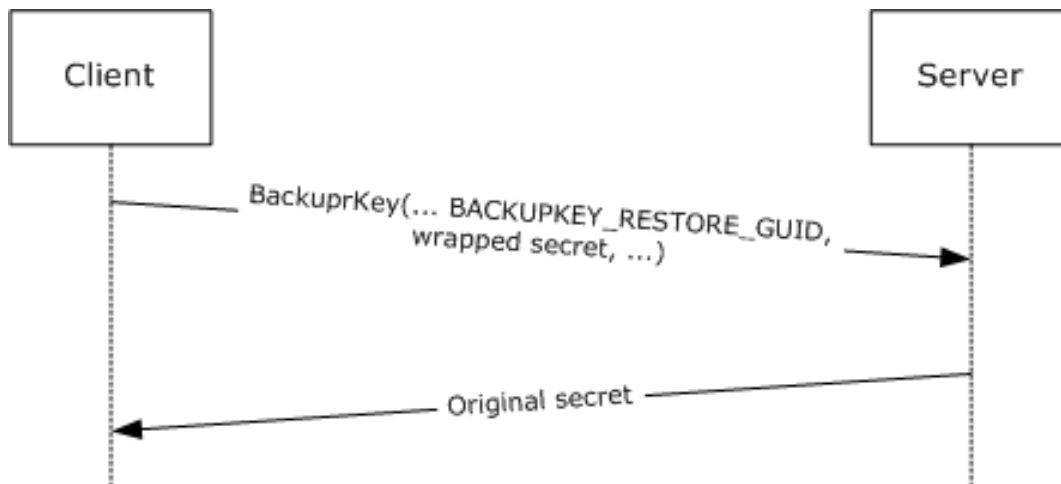 Client
Server
BackuprKey(... BACKUPKEY_RESTORE_GUID,
wrapped secret, ...)
Original secret